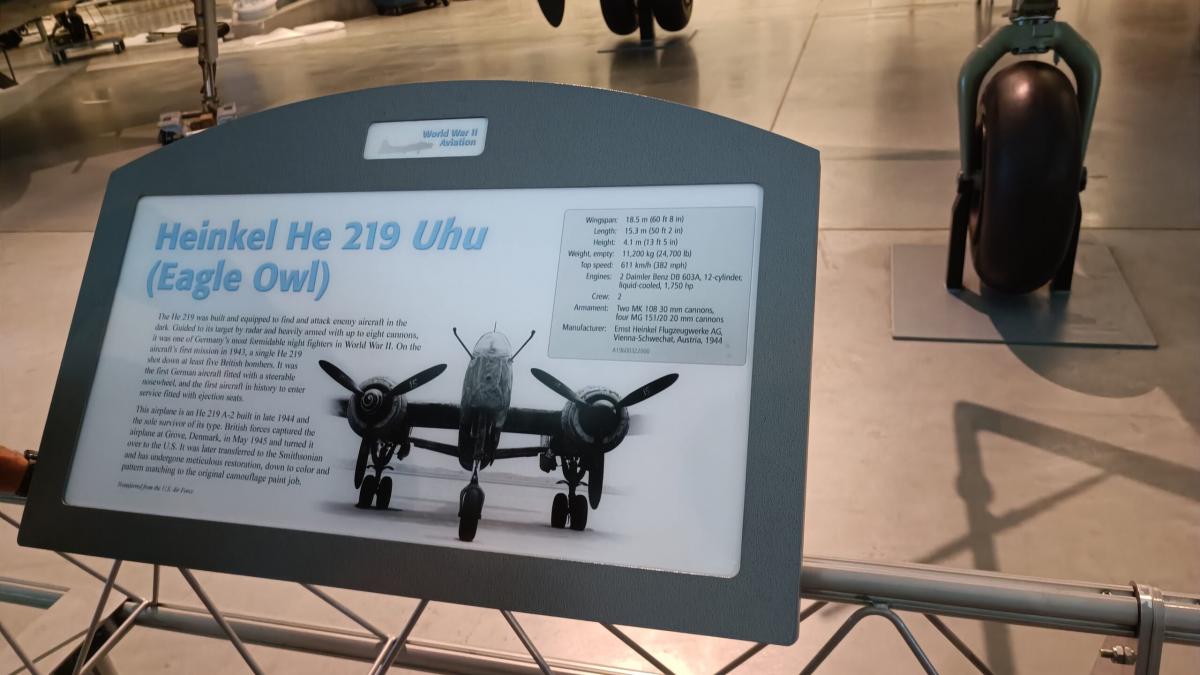 World War II
Aviation
Heinkel He 219 Uhu
(Eagle Owl)
The He 219 was built and equipped to find and attack enemy aircraft in the
dark. Guided to its target by radar and heavily armed with up to eight cannons,
it was one of Germany's most formidable night fighters in World War II. On the
aircraft's first mission in 1943, a single He 219
shot down at least five British bombers. It was
the first German aircraft fitted with a steerable
nosewheel, and the first aircraft in history to enter
service fitted with ejection seats.
This airplane is an He 219 A-2 built in late 1944 and
the sole survivor of its type. British forces captured the
airplane at Grove, Denmark, in May 1945 and turned it
over to the U.S. It was later transferred to the Smithsonian
and has undergone meticulous restoration, down to color and
pattern matching to the original camouflage paint job.
Transferred from the U.S. Air Force
Wingspan: 18.5 m (60 ft 8 in)
Length: 15.3 m (50 ft 2 in)
Height: 4.1 m (13 ft 5 in)
Weight, empty: 11,200 kg (24,700 lb)
Top speed: 611 km/h (382 mph)
Engines: 2 Daimler Benz DB 603A, 12-cylinder,
liquid-cooled, 1,750 hp
Crew: 2
Armament: Two MK 108 30 mm cannons,
four MG 151/20 20 mm cannons
Manufacturer: Ernst Heinkel Flugzeugwerke AG,
Vienna-Schwechat, Austria, 1944
A19600322000